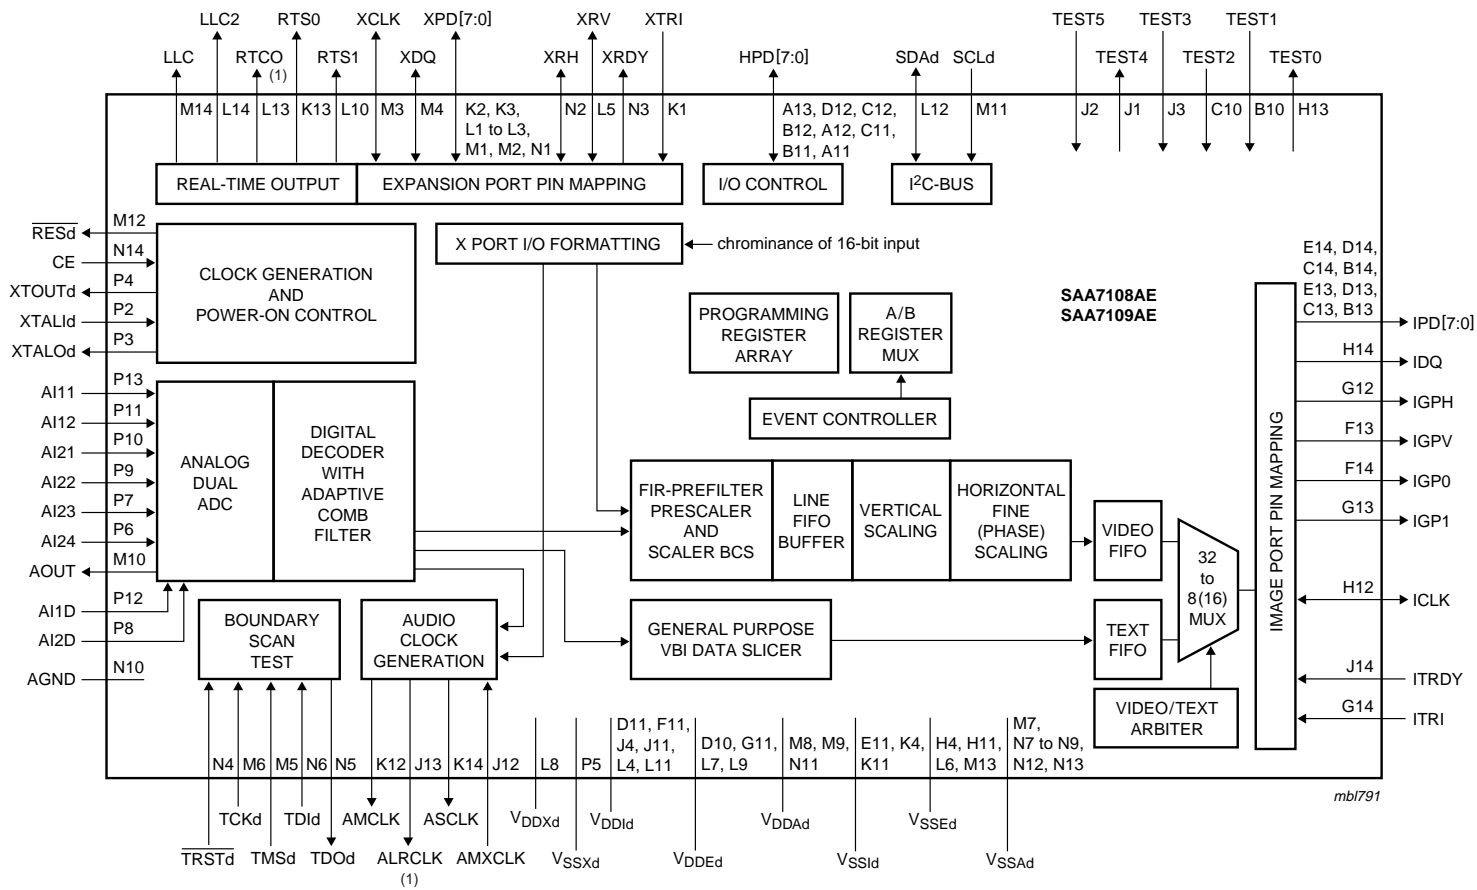 LLC2 RTS0 XCLK XPD[7:0] XRV XTRI TEST5 TEST3 TEST1
LLC RTCO RTS1 XDQ XRH XRDY HPD[7:0] SDAd SCLd TEST4 TEST2 TEST0
(1)
M14 L14 L13 K13 L10 M3 M4 K2, K3, N2 L5 N3 K1 A13, D12, C12, L12 M11 J2 J1 J3 C10 B10 H13
L1 to L3, B12, A12, C11,
M1, M2, N1 B11, A11
REAL-TIME OUTPUT EXPANSION PORT PIN MAPPING I/O CONTROL I2C-BUS
RESd M12
CE N14
XTOUTd P4
XTALId P2
XTALOd P3
CLOCK GENERATION
AND
POWER-ON CONTROL
X PORT I/O FORMATTING chrominance of 16-bit input
PROGRAMMING
REGISTER
ARRAY
A/B
REGISTER
MUX
EVENT CONTROLLER
SAA7108AE
SAA7109AE
E14, D14,
C14, B14,
E13, D13,
C13, B13
IPD[7:0]
H14 IDQ
G12 IGPH
F13 IGPV
F14 IGP0
G13 IGP1
H12 ICLK
J14 ITRDY
G14 ITRI
IMAGE PORT PIN MAPPING
AI11 P13
AI12 P11
AI21 P10
AI22 P9
AI23 P7
AI24 P6
AOUT M10
AI1D P12
AI2D P8
AGND N10
ANALOG
DUAL
ADC
DIGITAL
DECODER
WITH
ADAPTIVE
COMB
FILTER
FIR-PREFILTER
PRESCALER
AND
SCALER BCS
LINE
FIFO
BUFFER
VERTICAL
SCALING
HORIZONTAL
FINE
(PHASE)
SCALING
VIDEO
FIFO
32
to
8(16)
MUX
BOUNDARY
SCAN
TEST
AUDIO
CLOCK
GENERATION
GENERAL PURPOSE
VBI DATA SLICER
TEXT
FIFO
VIDEO/TEXT
ARBITER
N4 M6 M5 N6 N5 K12 J13 K14 J12 L8 P5
D11, F11,
J4, J11,
L4, L11
D10, G11,
L7, L9
M8, M9,
N11
E11, K4,
K11
H4, H11,
L6, M13
M7,
N7 to N9,
N12, N13
mbl791
TCKd TDId AMCLK ASCLK VDDXd VDDId VDDAd VSSEd
TRSTd TMSd TDOd ALRCLK AMXCLK VSSXd VDDEd VSSId VSSAd
(1)